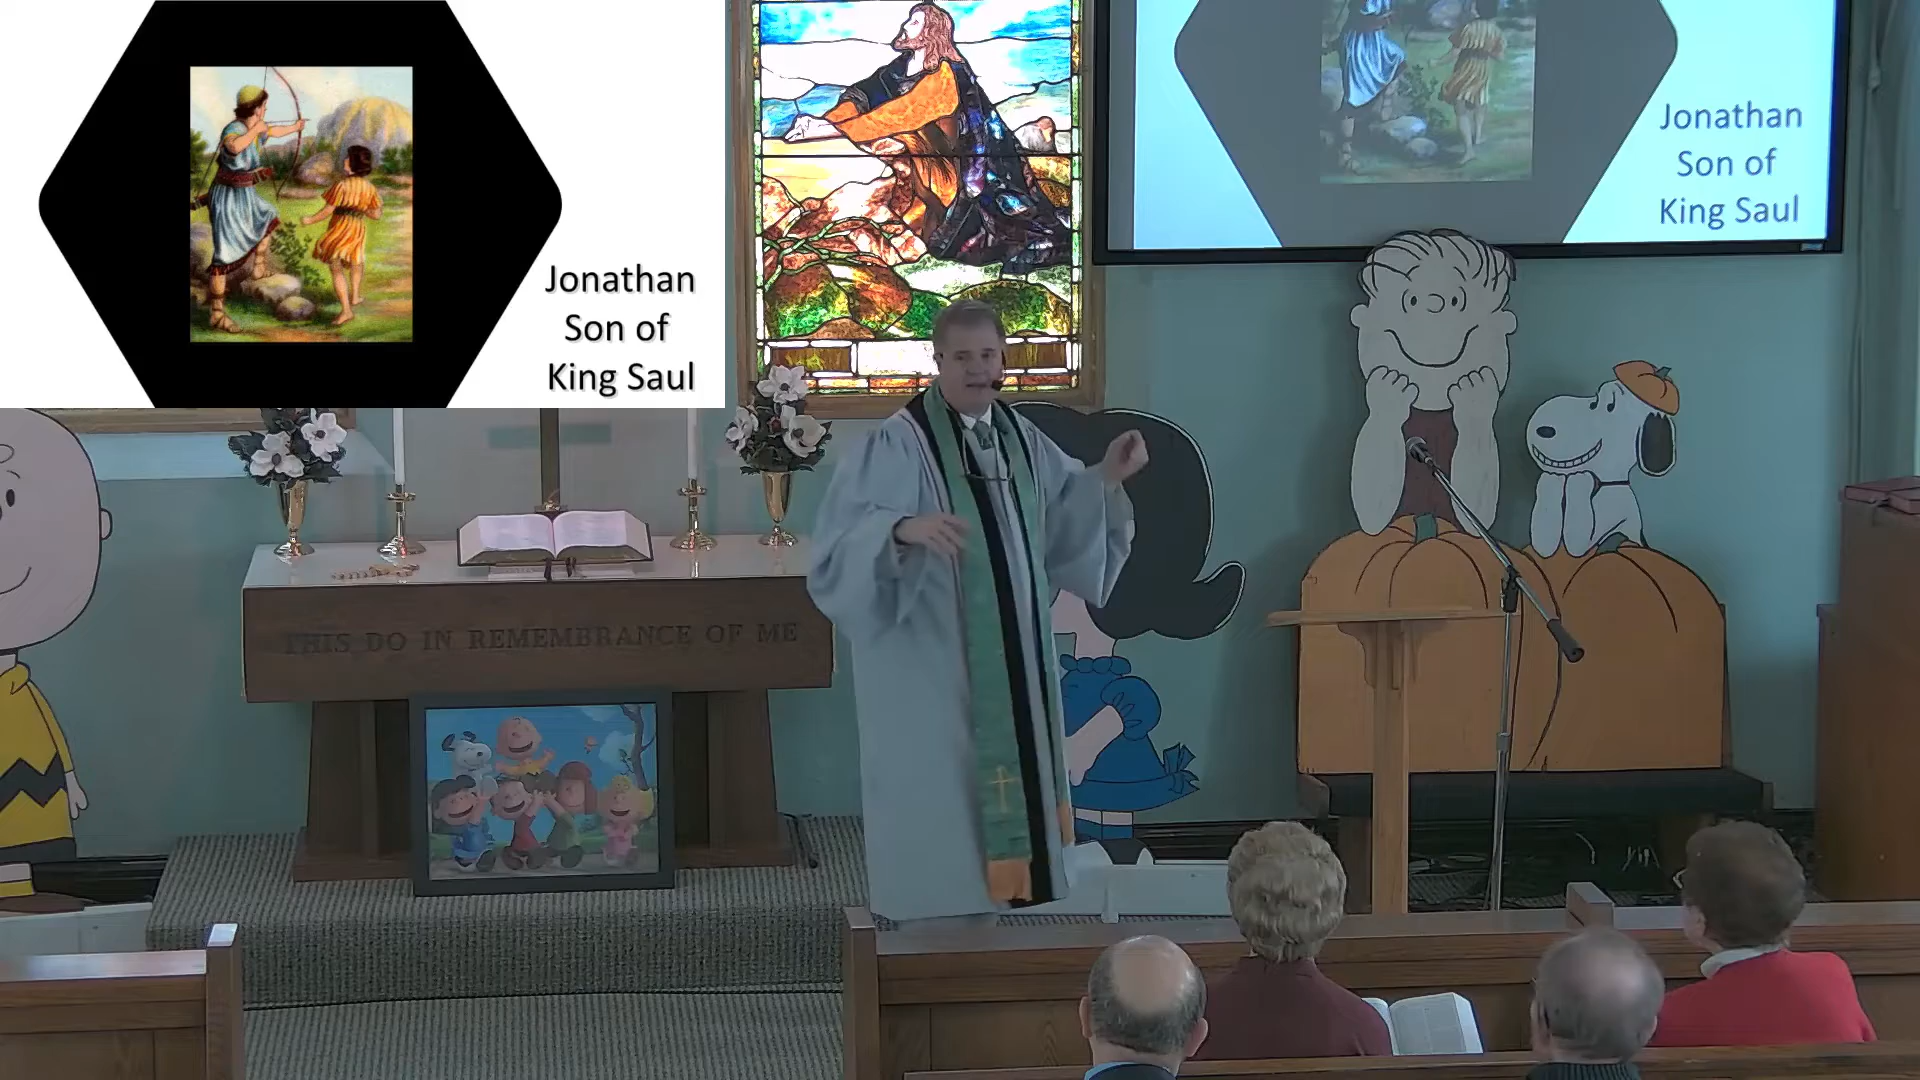 Jonathan
Son of
King Saul
Jonathan
Son of
King Saul
THIS DO IN REMEMBRANCE OF ME